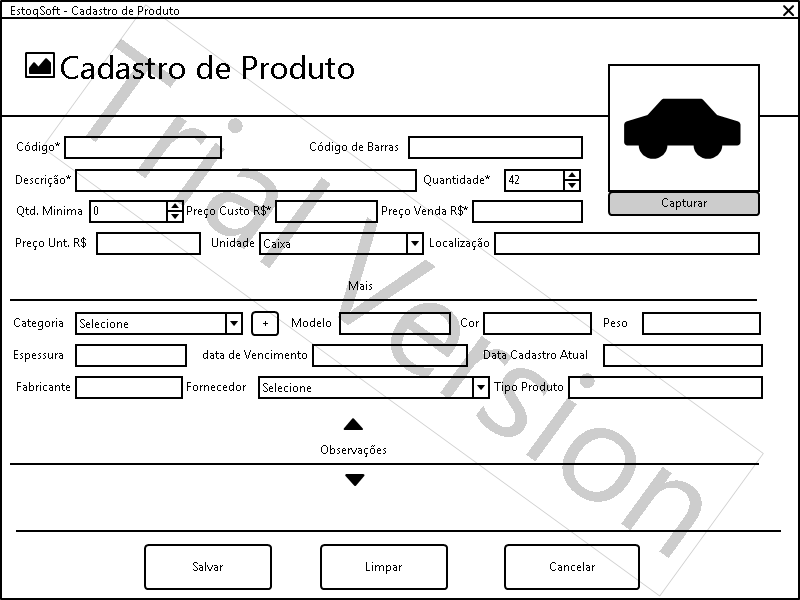 EstoqSoft - Cadastro de Produto
Cadastro de Produto
Código* Código de Barras
Descrição* Quantidade* 42
Qtd. Minima 0 Preço Custo R$* Preço Venda R$*
Capturar
Preço Unt. R$ Unidade Caixa Localização
Mais
Categoria Selecione + Modelo Cor Peso
Espessura data de Vencimento Data Cadastro Atual
Fabricante Fornecedor Selecione Tipo Produto
Observações
Salvar Limpar Cancelar
Trial Version